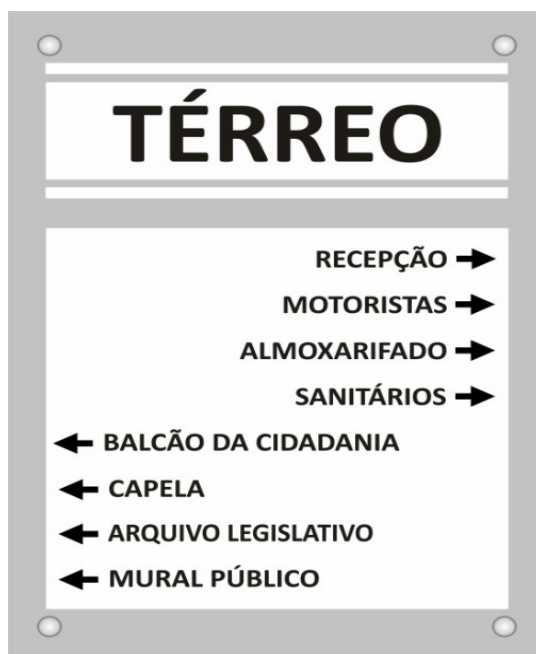 TÉRREO
RECEPÇÃO
MOTORISTAS
ALMOXARIFADO
SANITÁRIOS
BALCÃO DA CIDADANIA
CAPELA
ARQUIVO LEGISLATIVO
MURAL PÚBLICO